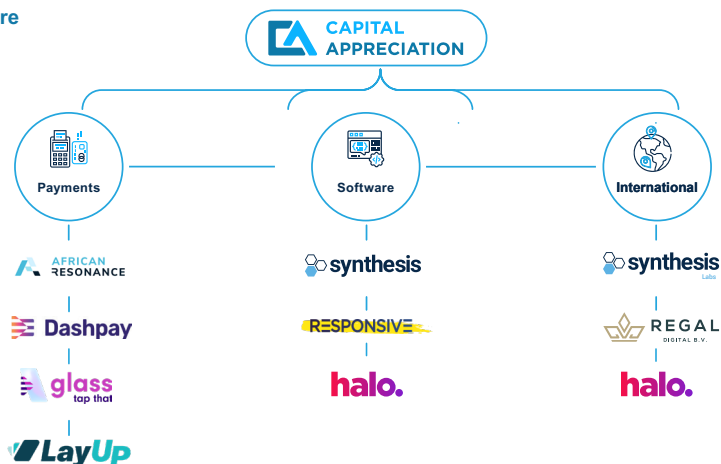 re
CAPITAL
APPRECIATION
Payments
Software
International
AFRICAN
RESONANCE
synthesis
synthesis
Labs
Dashpay
RESPONSIVE
REGAL
DIGITAL B.V.
glass
tap that
halo.
halo.
LayUp